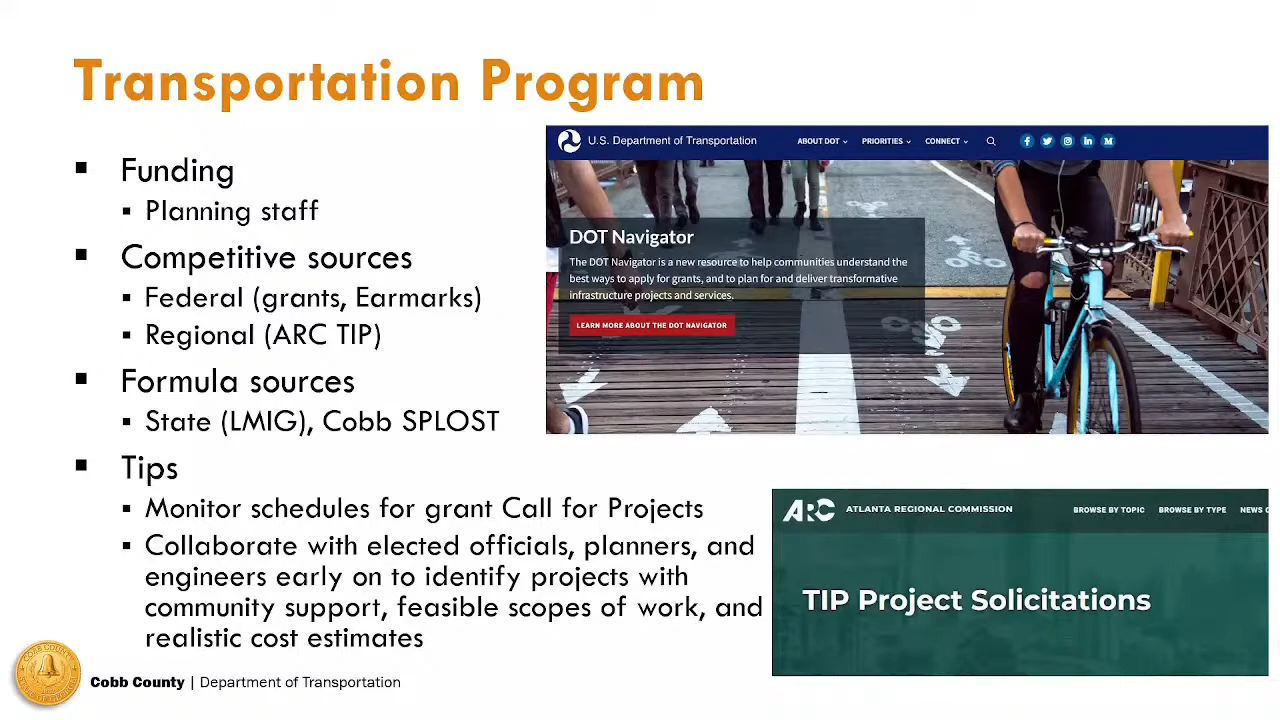 Transportation Program
Funding
Planning staff
Competitive sources
Federal (grants, Earmarks)
Regional (ARC TIP)
Formula sources
State (LMIG), Cobb SPLOST
Tips
Monitor schedules for grant Call for Projects
Collaborate with elected officials, planners, and
engineers early on to identify projects with
community support, feasible scopes of work, and
realistic cost estimates
U.S. Department of Transportation
ABOUT DOT
PRIORITIES
CONNECT
DOT Navigator
The DOT Navigator is a new resource to help communities understand the
best ways to apply for grants, and to plan for and deliver transformative
infrastructure projects and services.
LEARN MORE ABOUT THE DOT NAVIGATOR
ARC ATLANTA REGIONAL COMMISSION
BROWSE BY TOPIC
BROWSE BY TYPE
NEWS
TIP Project Solicitations
COBB COUNTY
Cobb County | Department of Transportation